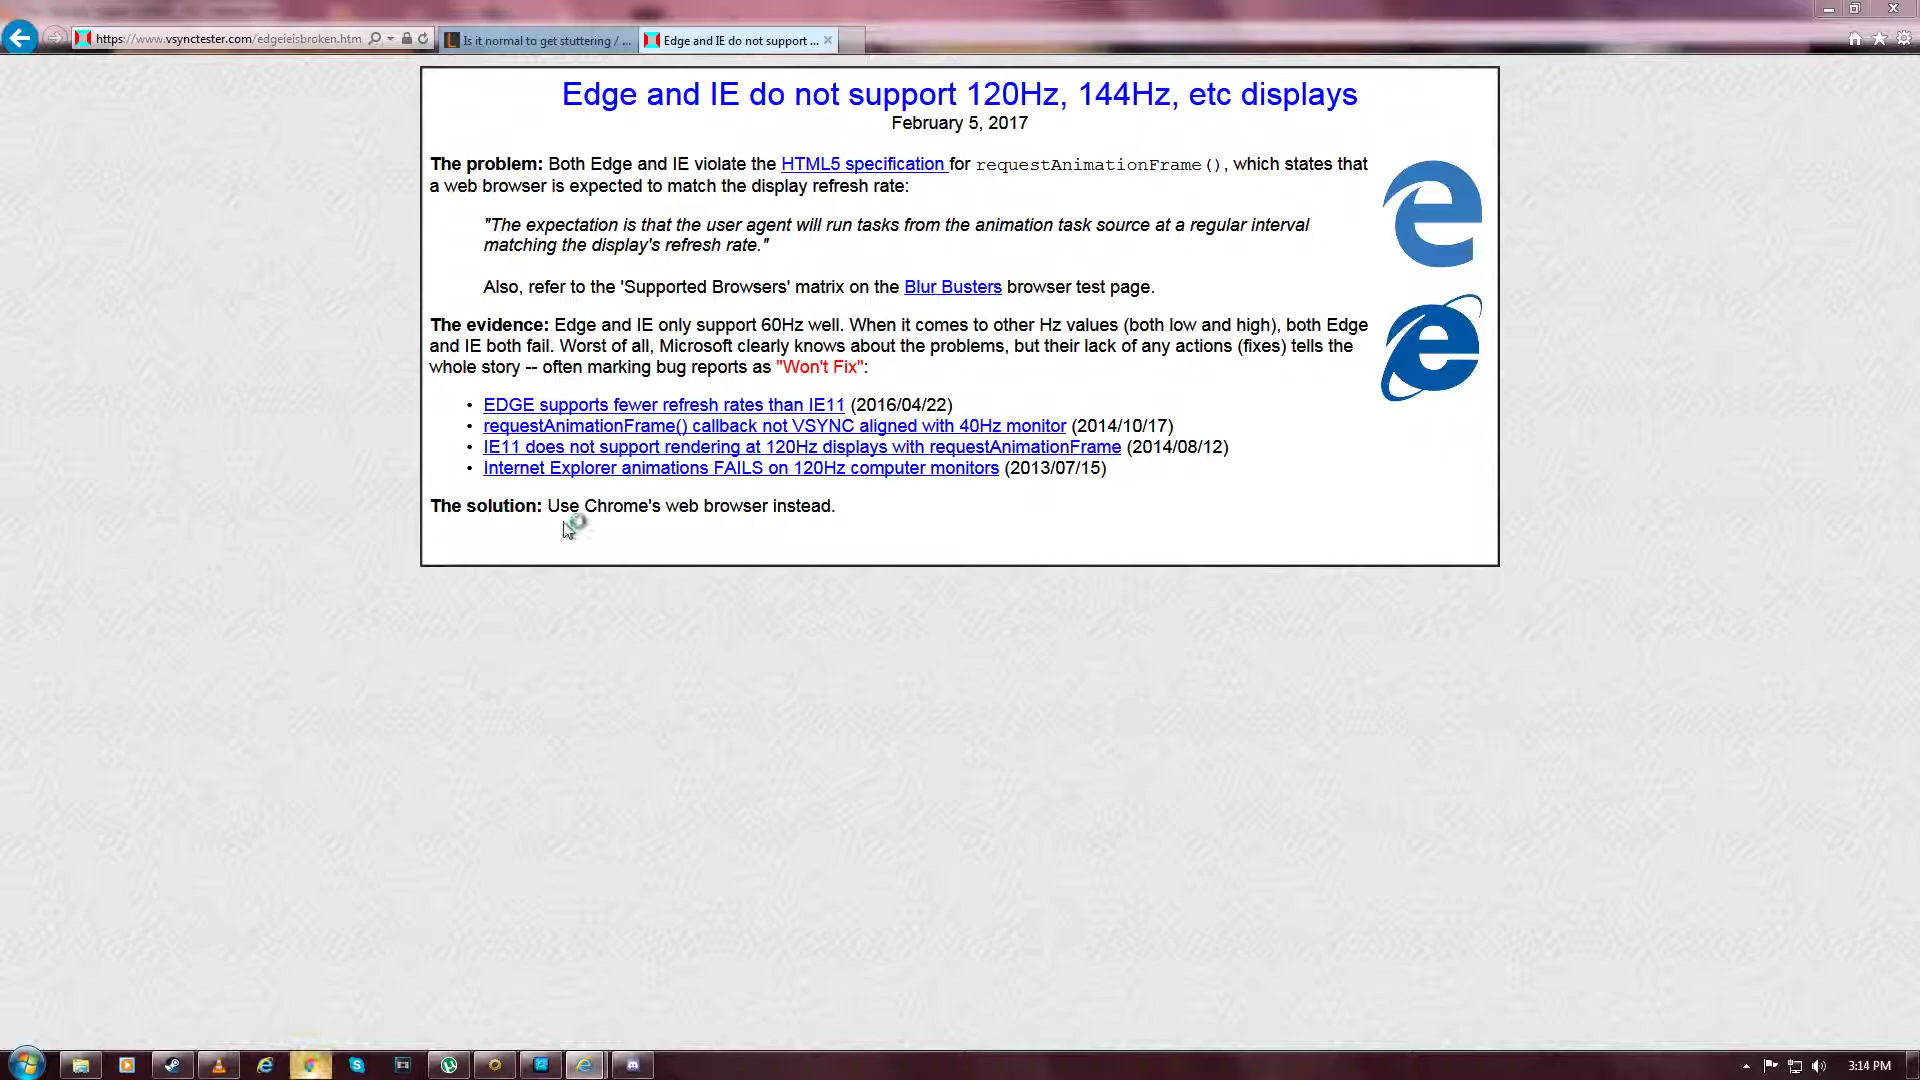 https://www.vsynctester.com/edgeieisbroken.htm
Is it normal to get stuttering / ...
Edge and IE do not support ...
Edge and IE do not support 120Hz, 144Hz, etc displays
February 5, 2017
The problem: Both Edge and IE violate the HTML5 specification for requestAnimationFrame(), which states that
a web browser is expected to match the display refresh rate:
"The expectation is that the user agent will run tasks from the animation task source at a regular interval
matching the display's refresh rate."
Also, refer to the 'Supported Browsers' matrix on the Blur Busters browser test page.
The evidence: Edge and IE only support 60Hz well. When it comes to other Hz values (both low and high), both Edge
and IE both fail. Worst of all, Microsoft clearly knows about the problems, but their lack of any actions (fixes) tells the
whole story -- often marking bug reports as "Won't Fix":
• EDGE supports fewer refresh rates than IE11 (2016/04/22)
• requestAnimationFrame() callback not VSYNC aligned with 40Hz monitor (2014/10/17)
• IE11 does not support rendering at 120Hz displays with requestAnimationFrame (2014/08/12)
• Internet Explorer animations FAILS on 120Hz computer monitors (2013/07/15)
The solution: Use Chrome's web browser instead.
3:14 PM